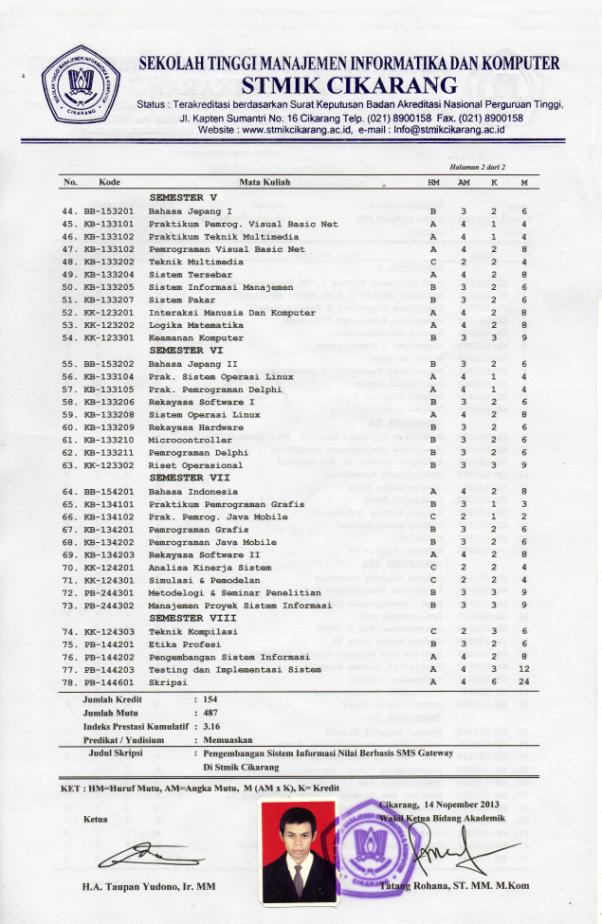 SEKOLAH TINGGI MANAJEMEN INFORMATIKA DAN KOMPUTER
STMIK CIKARANG
Status : Terakreditasi berdasarkan Surat Keputusan Badan Akreditasi Nasional Perguruan Tinggi,
Jl. Kapten Sumantri No. 16 Cikarang Telp. (021) 8900158 Fax. (021) 8900158
Website : www.stmikcikarang.ac.id, e-mail : Info@stmikcikarang.ac.id
Halaman 2 dari 2
No. Kode Mata Kuliah HM AM K M
SEMESTER V
44. BB-153201 Bahasa Jepang I B 3 2 6
45. KB-133101 Praktikum Pemrog. Visual Basic Net A 4 1 4
46. KB-133102 Praktikum Teknik Multimedia A 4 1 4
47. KB-133102 Pemrograman Visual Basic Net A 4 2 8
48. KB-133202 Teknik Multimedia C 2 2 4
49. KB-133204 Sistem Tersebar A 4 2 8
50. KB-133205 Sistem Informasi Manajemen B 3 2 6
51. KB-133207 Sistem Pakar B 3 2 6
52. KK-123201 Interaksi Manusia Dan Komputer A 4 2 8
53. KK-123202 Logika Matematika A 4 2 8
54. KK-123301 Keamanan Komputer B 3 3 9
SEMESTER VI
55. BB-153202 Bahasa Jepang II B 3 2 6
56. KB-133104 Prak. Sistem Operasi Linux A 4 1 4
57. KB-133105 Prak. Pemrograman Delphi A 4 1 4
58. KB-133206 Rekayasa Software I B 3 2 6
59. KB-133208 Sistem Operasi Linux A 4 2 8
60. KB-133209 Rekayasa Hardware B 3 2 6
61. KB-133210 Microcontroller B 3 2 6
62. KB-133211 Pemrograman Delphi B 3 2 6
63. KK-123302 Riset Operasional B 3 3 9
SEMESTER VII
64. BB-154201 Bahasa Indonesia A 4 2 8
65. KB-134101 Praktikum Pemrograman Grafis B 3 1 3
66. KB-134102 Prak. Pemrog. Java Mobile C 2 1 2
67. KB-134201 Pemrograman Grafis B 3 2 6
68. KB-134202 Pemrograman Java Mobile B 3 2 6
69. KB-134203 Rekayasa Software II A 4 2 8
70. KK-124201 Analisa Kinerja Sistem C 2 2 4
71. KK-124301 Simulasi & Pemodelan C 2 2 4
72. PB-244301 Metodelogi & Seminar Penelitian B 3 3 9
73. PB-244302 Manajemen Proyek Sistem Informasi B 3 3 9
SEMESTER VIII
74. KK-124303 Teknik Kompilasi C 2 3 6
75. PB-144201 Etika Profesi B 3 2 6
76. PB-144202 Pengembangan Sistem Informasi A 4 2 8
77. PB-144203 Testing dan Implementasi Sistem A 4 3 12
78. PB-144601 Skripsi A 4 6 24
Jumlah Kredit : 154
Jumlah Mutu : 487
Indeks Prestasi Kumulatif : 3.16
Predikat / Yudisium : Memuaskan
Judul Skripsi : Pengembangan Sistem Informasi Nilai Berbasis SMS Gateway
Di Stmik Cikarang
KET : HM=Huruf Mutu, AM=Angka Mutu, M (AM x K), K= Kredit
Cikarang, 14 Nopember 2013
Ketua Wakil Ketua Bidang Akademik
H.A. Taupan Yudono, Ir. MM Tatang Rohana, ST. MM. M.Kom